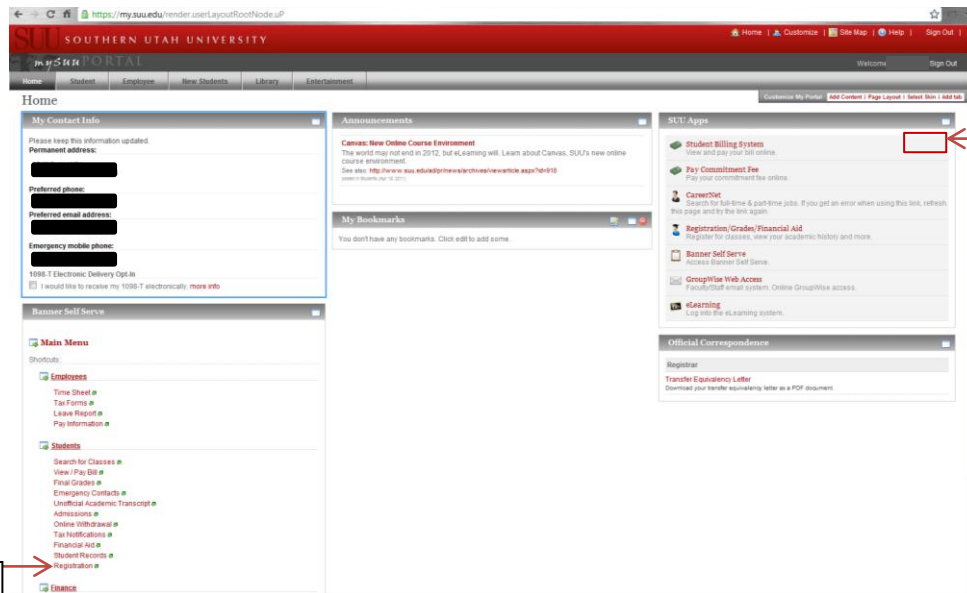 https://my.suu.edu/render.userLayoutRootNode.uP
SUU SOUTHERN UTAH UNIVERSITY
Home | Customize | Site Map | Help | Sign Out |
mySUU PORTAL
Welcome Sign Out
Home Student Employee New Students Library Entertainment
Home
Customize My Portal: Add Content | Page Layout | Select Skin | Add tab
My Contact Info
Please keep this information updated.
Permanent address:
Preferred phone:
Preferred email address:
Emergency mobile phone:
1098-T Electronic Delivery Opt-In
I would like to receive my 1098-T electronically. more info
Banner Self Serve
Main Menu
Shortcuts:
Employees
Time Sheet
Tax Forms
Leave Report
Pay Information
Students
Search for Classes
View / Pay Bill
Final Grades
Emergency Contacts
Unofficial Academic Transcript
Admissions
Online Withdrawal
Tax Notifications
Financial Aid
Student Records
Registration
Finance
Announcements
Canvas: New Online Course Environment
The world may not end in 2012, but eLearning will. Learn about Canvas, SUU's new online
course environment.
See also: http://www.suu.edu/ad/pr/news/archives/viewarticle.aspx?id=918
My Bookmarks
You don't have any bookmarks. Click edit to add some.
SUU Apps
Student Billing System
View and pay your bill online.
Pay Commitment Fee
Pay your commitment fee online.
CareerNet
Search for full-time & part-time jobs. If you get an error when using this link, refresh
this page and try the link again.
Registration/Grades/Financial Aid
Register for classes, view your academic history and more.
Banner Self Serve
Access Banner Self Serve.
GroupWise Web Access
Faculty/Staff email system. Online GroupWise access.
eLearning
Log into the eLearning system.
Official Correspondence
Registrar
Transfer Equivalency Letter
Download your transfer equivalency letter as a PDF document.